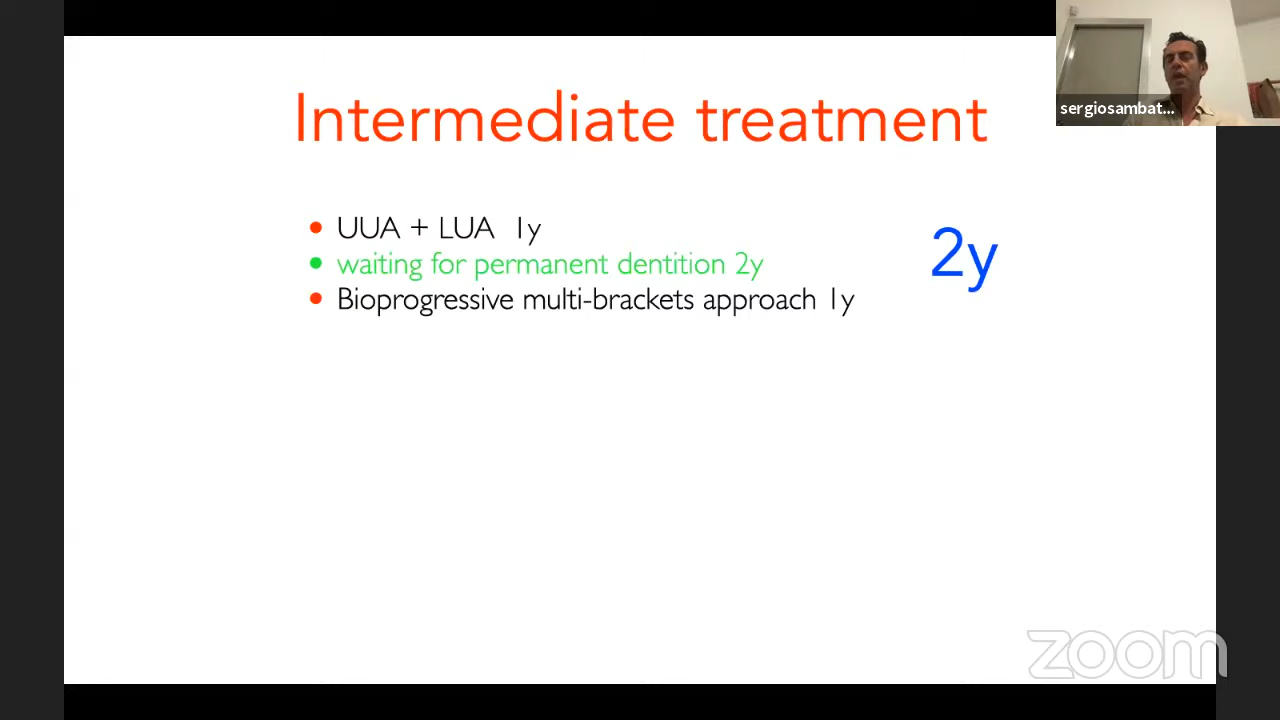 sergiosambat...
Intermediate treatment
• UUA + LUA 1y
• waiting for permanent dentition 2y
• Bioprogressive multi-brackets approach 1y
2y
zoom